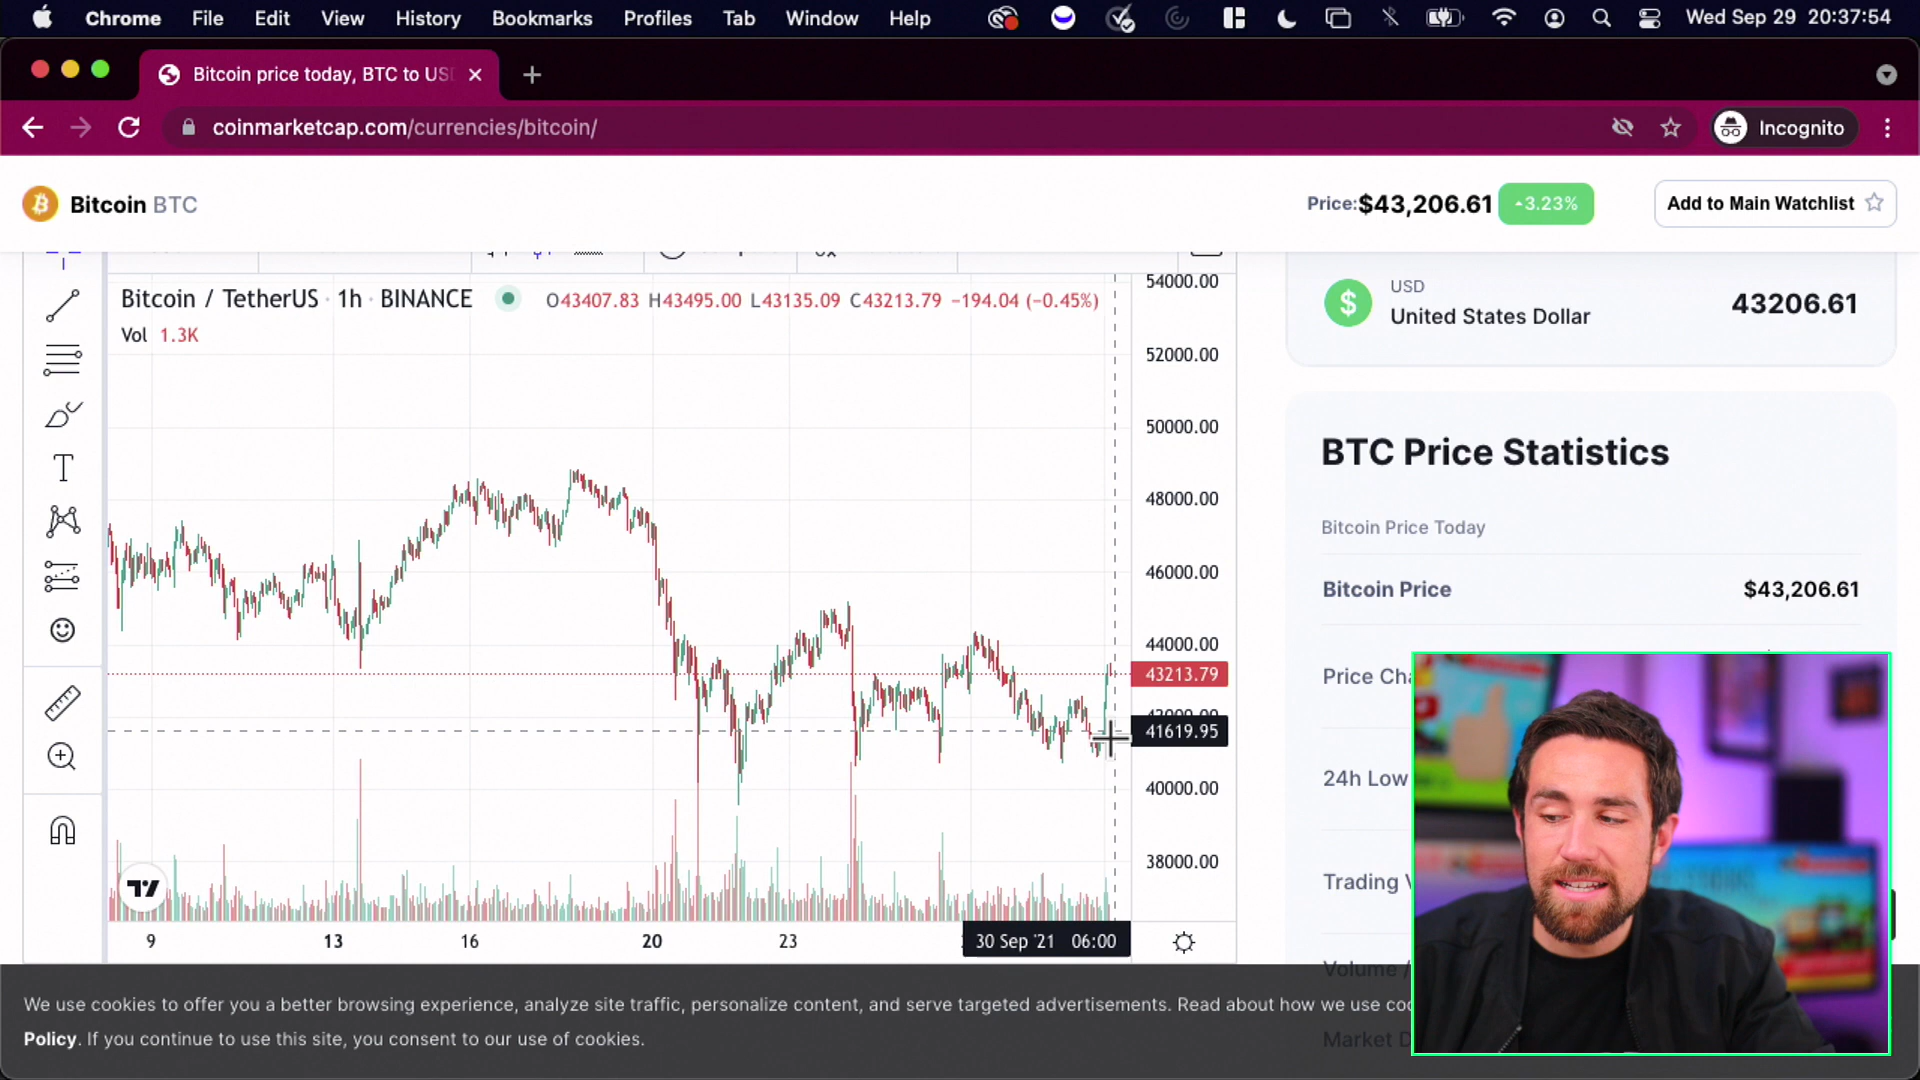 Chrome File Edit View History Bookmarks Profiles Tab Window Help Wed Sep 29 20:37:54
Bitcoin price today, BTC to US
coinmarketcap.com/currencies/bitcoin/ Incognito
Bitcoin BTC Price:$43,206.61 3.23% Add to Main Watchlist
Bitcoin / TetherUS · 1h · BINANCE O43407.83 H43495.00 L43135.09 C43213.79 −194.04 (−0.45%)
Vol 1.3K
54000.00
52000.00
50000.00
48000.00
46000.00
44000.00
43213.79
42000.00
41619.95
40000.00
38000.00
9 13 16 20 23 30 Sep '21 06:00
USD
United States Dollar 43206.61
BTC Price Statistics
Bitcoin Price Today
Bitcoin Price $43,206.61
Price Cha
24h Low
Trading V
Volume /
Market D
We use cookies to offer you a better browsing experience, analyze site traffic, personalize content, and serve targeted advertisements. Read about how we use coo
Policy. If you continue to use this site, you consent to our use of cookies.